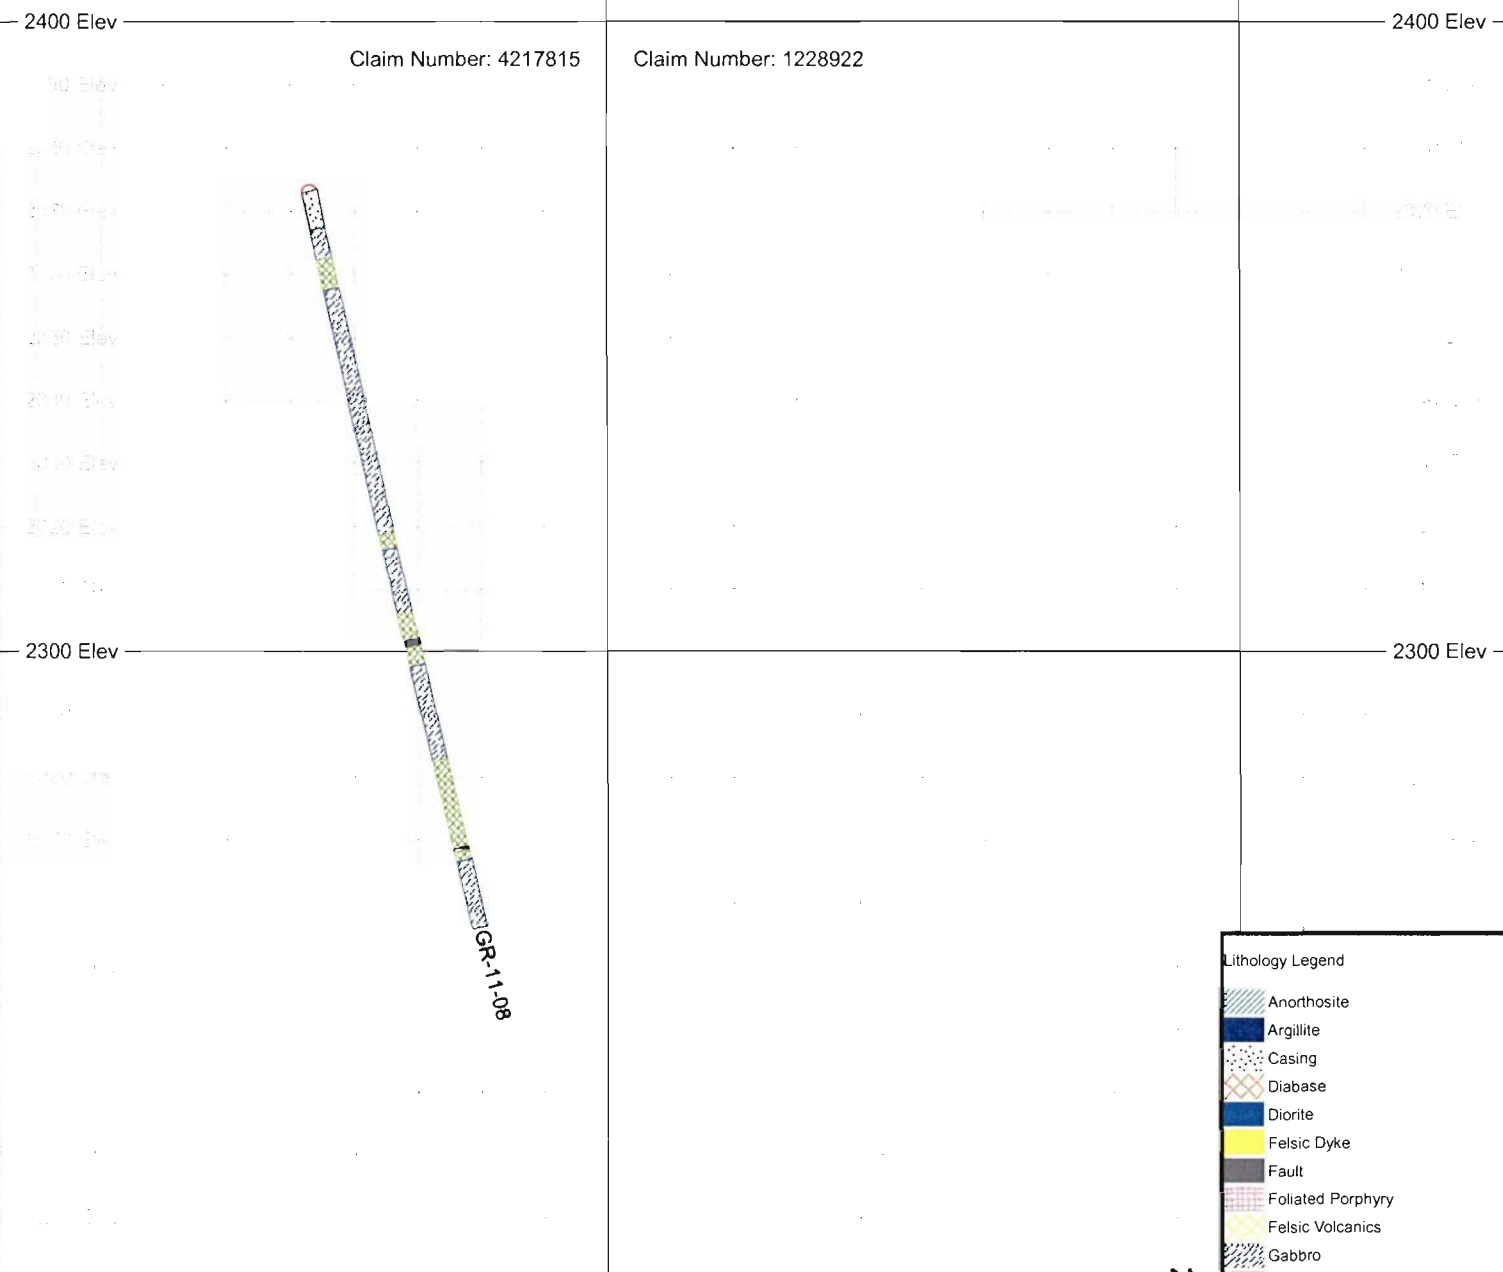 2400 Elev
2400 Elev
Claim Number: 4217815
Claim Number: 1228922
2300 Elev
2300 Elev
GR-11-08
Lithology Legend
Anorthosite
Argillite
Casing
Diabase
Diorite
Felsic Dyke
Fault
Foliated Porphyry
Felsic Volcanics
Gabbro